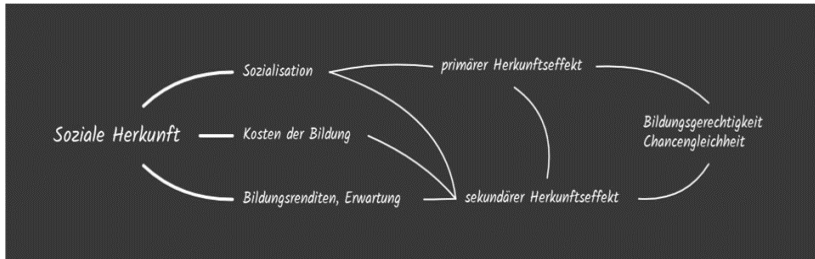 Sozialisation
primärer Herkunftseffekt
Soziale Herkunft
Kosten der Bildung
Bildungsgerechtigkeit
Chancengleichheit
Bildungsrenditen, Erwartung
sekundärer Herkunftseffekt